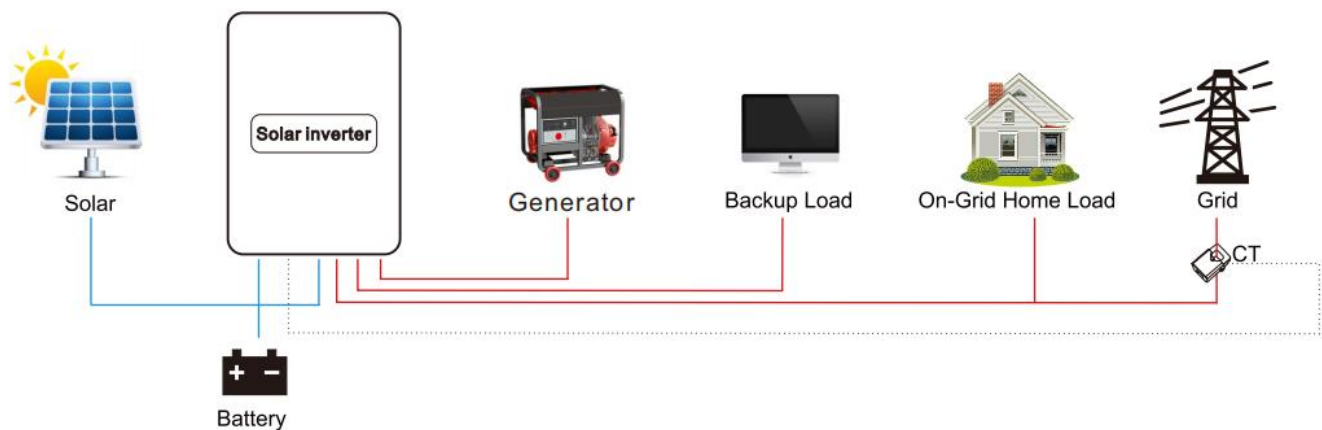 Solar inverter
Solar
Generator
Backup Load
On-Grid Home Load
Grid
CT
Battery